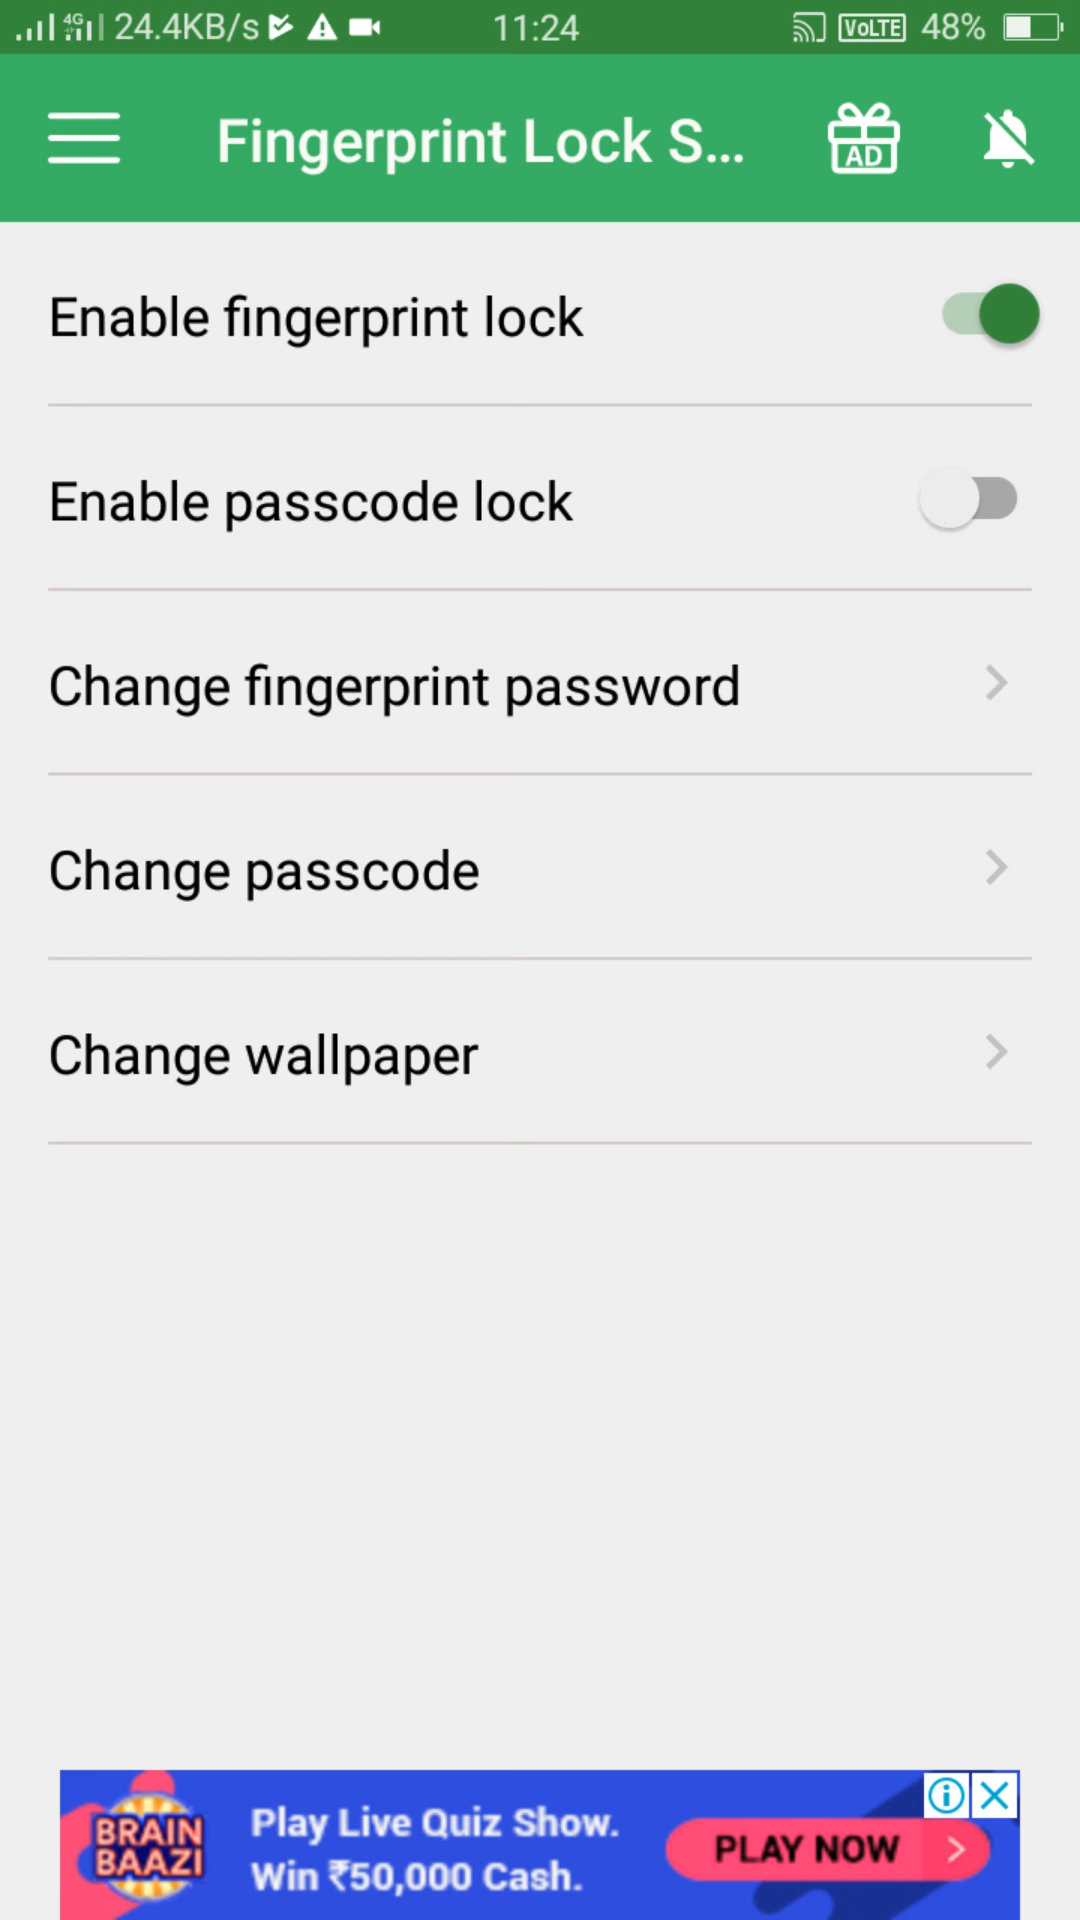 4G 24.4KB/s 11:24 VoLTE 48%
Fingerprint Lock S... AD
Enable fingerprint lock
Enable passcode lock
Change fingerprint password
Change passcode
Change wallpaper
BRAIN
BAAZI
Play Live Quiz Show.
Win ₹50,000 Cash.
PLAY NOW